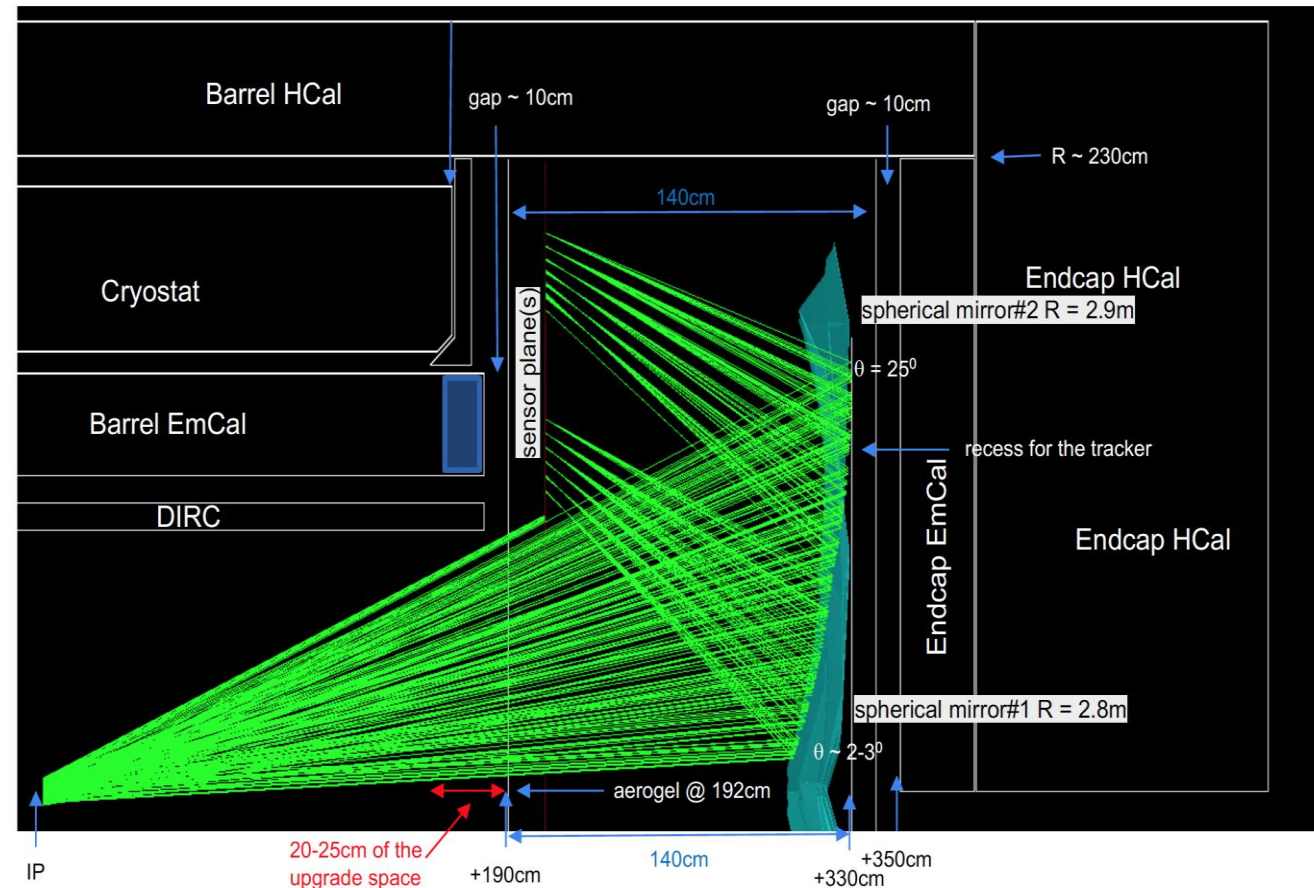 Barrel HCal
gap ~ 10cm
gap ~ 10cm
R ~ 230cm
140cm
Cryostat
Endcap HCal
spherical mirror#2 R = 2.9m
sensor plane(s)
θ = 25⁰
Barrel EmCal
recess for the tracker
DIRC
Endcap EmCal
Endcap HCal
spherical mirror#1 R = 2.8m
θ ~ 2-3⁰
aerogel @ 192cm
20-25cm of the
upgrade space
140cm
IP
+190cm
+350cm
+330cm